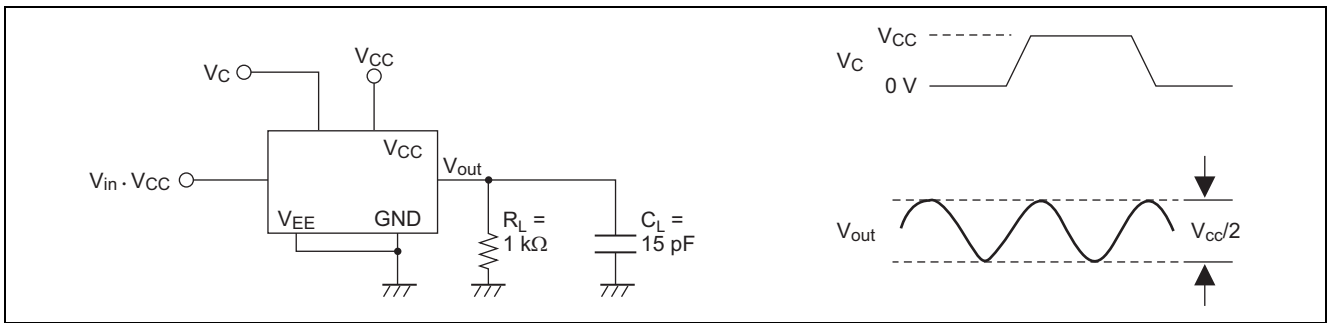 VC
VCC
VCC
Vin · VCC
Vout
VEE
GND
RL =
1 kΩ
CL =
15 pF
VC
VCC
0 V
Vout
Vcc/2